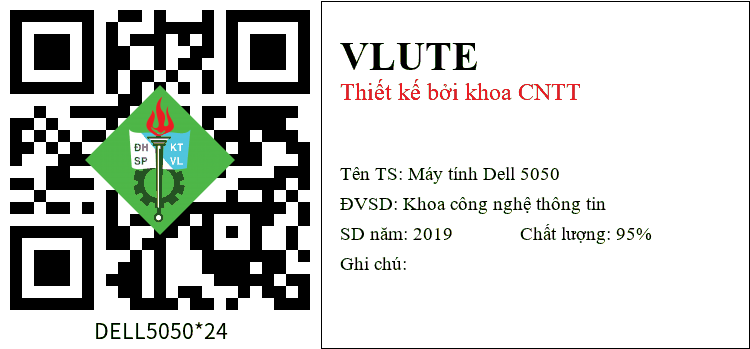 ĐH KT
SP VL
DELL5050*24
VLUTE
Thiết kế bởi khoa CNTT
Tên TS: Máy tính Dell 5050
ĐVSD: Khoa công nghệ thông tin
SD năm: 2019 Chất lượng: 95%
Ghi chú: